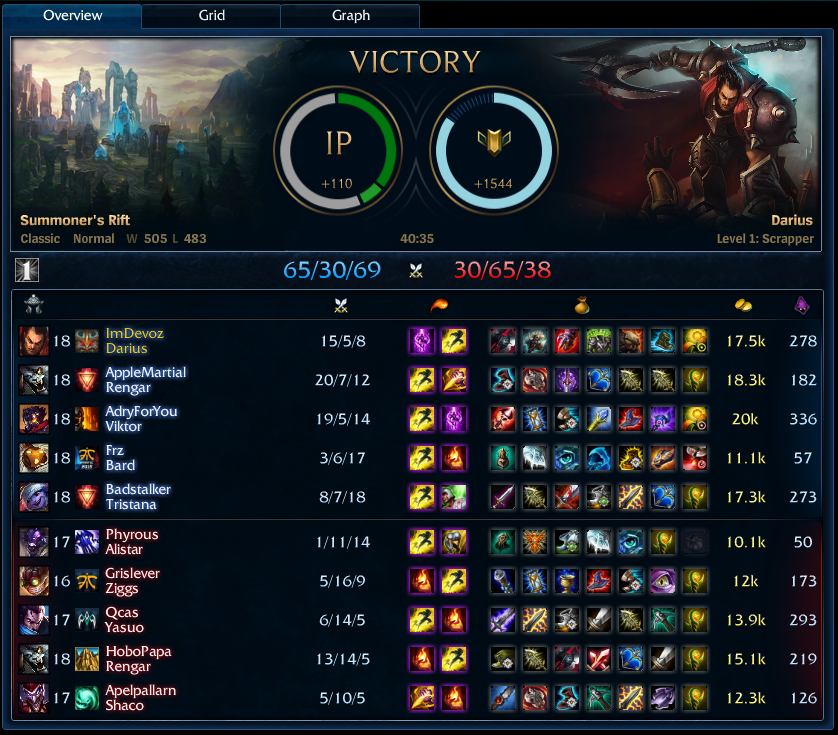 Overview Grid Graph
VICTORY
IP
+110 +1544
Summoner's Rift Darius
Classic Normal W 505 L 483 40:35 Level 1: Scrapper
1 65/30/69 30/65/38
18 ImDevoz Darius 15/5/8 17.5k 278
18 AppleMartial Rengar 20/7/12 18.3k 182
18 AdryForYou Viktor 19/5/14 20k 336
18 Frz Bard 3/6/17 11.1k 57
18 Badstalker Tristana 8/7/18 17.3k 273
17 Phyrous Alistar 1/11/14 10.1k 50
16 Grislever Ziggs 5/16/9 12k 173
17 Qcas Yasuo 6/14/5 13.9k 293
18 HoboPapa Rengar 13/14/5 15.1k 219
17 Apelpallarn Shaco 5/10/5 12.3k 126